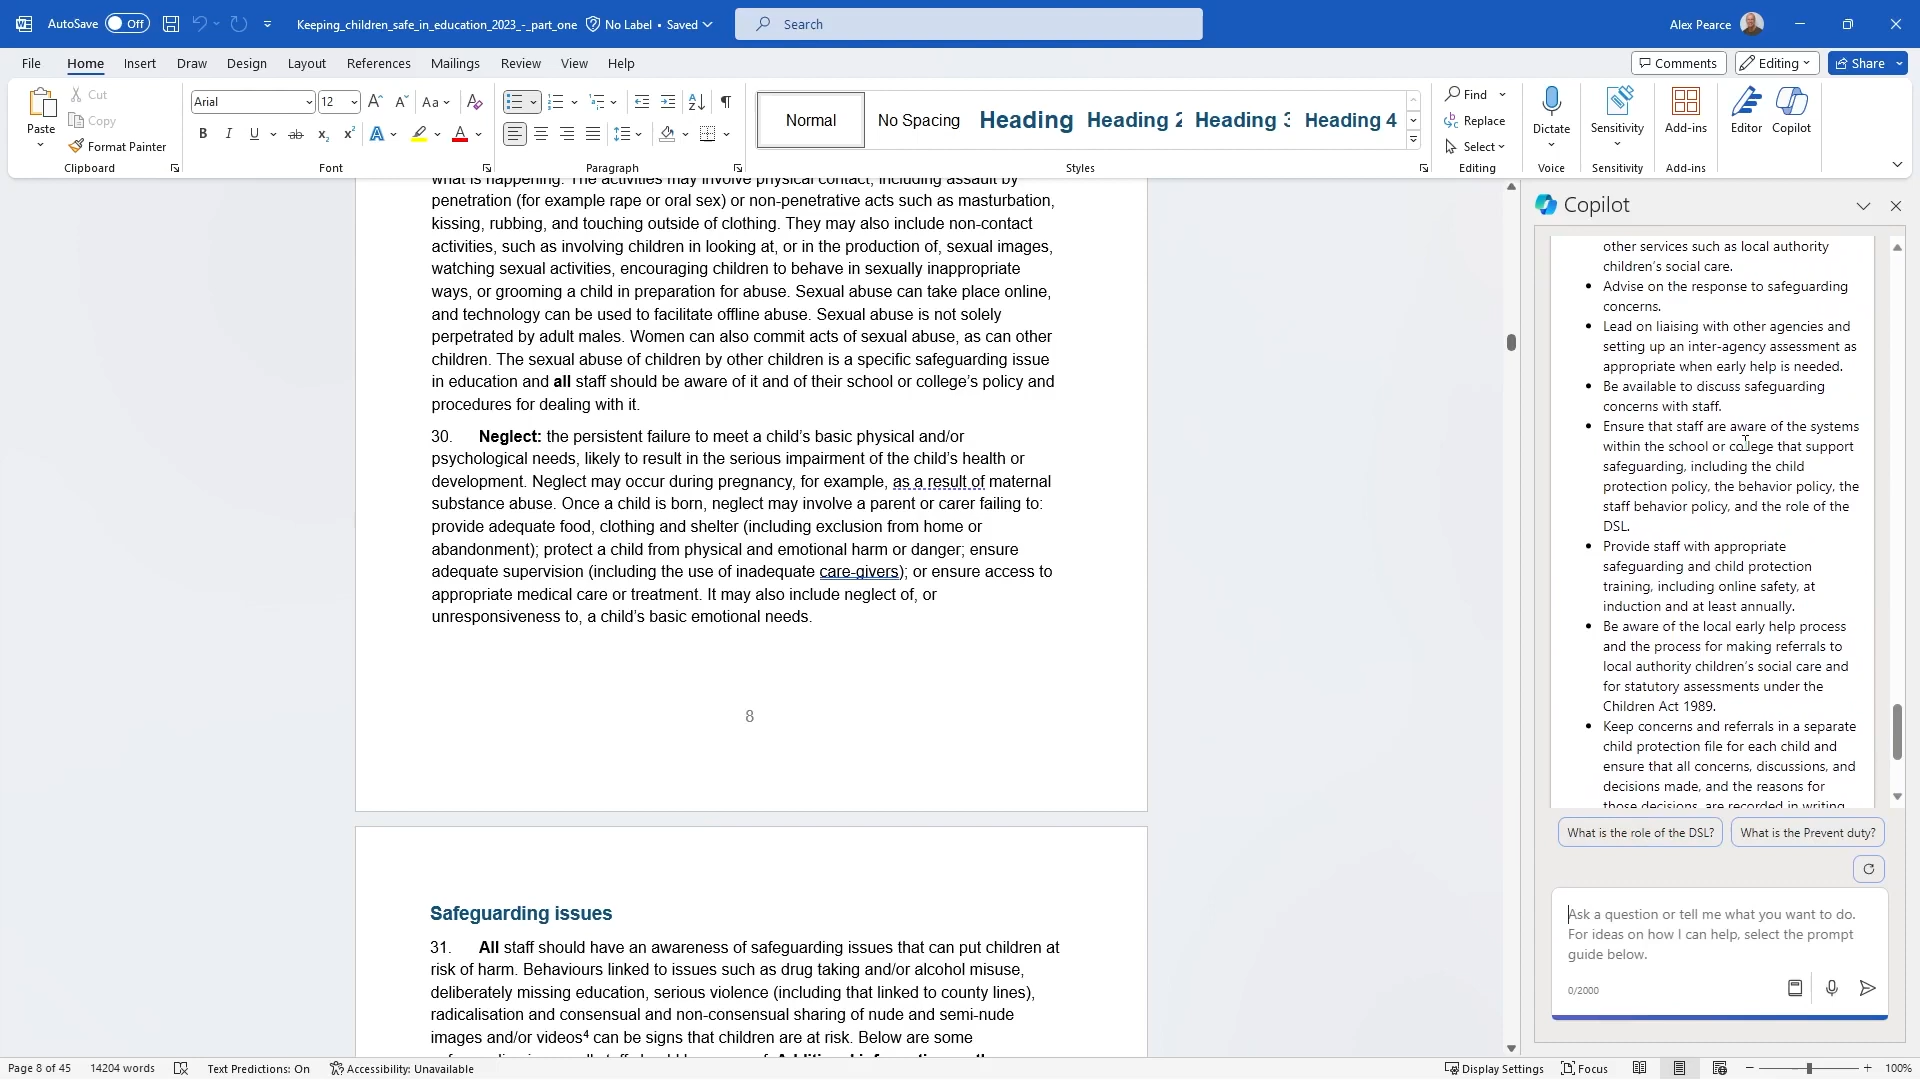 AutoSave Off
Keeping_children_safe_in_education_2023_-_part_one No Label • Saved
Search
Alex Pearce
File Home Insert Draw Design Layout References Mailings Review View Help
Comments Editing Share
Paste
Cut
Copy
Format Painter
Clipboard
Arial 12
Aa
B I U ab x₂ x² A A
Font
Paragraph
Normal No Spacing Heading Heading 2 Heading 3 Heading 4
Styles
Find
Replace
Select
Editing
Dictate
Voice
Sensitivity
Sensitivity
Add-ins
Add-ins
Editor
Copilot
what is happening. The activities may involve physical contact, including assault by
penetration (for example rape or oral sex) or non-penetrative acts such as masturbation,
kissing, rubbing, and touching outside of clothing. They may also include non-contact
activities, such as involving children in looking at, or in the production of, sexual images,
watching sexual activities, encouraging children to behave in sexually inappropriate
ways, or grooming a child in preparation for abuse. Sexual abuse can take place online,
and technology can be used to facilitate offline abuse. Sexual abuse is not solely
perpetrated by adult males. Women can also commit acts of sexual abuse, as can other
children. The sexual abuse of children by other children is a specific safeguarding issue
in education and all staff should be aware of it and of their school or college's policy and
procedures for dealing with it.
30. Neglect: the persistent failure to meet a child's basic physical and/or
psychological needs, likely to result in the serious impairment of the child's health or
development. Neglect may occur during pregnancy, for example, as a result of maternal
substance abuse. Once a child is born, neglect may involve a parent or carer failing to:
provide adequate food, clothing and shelter (including exclusion from home or
abandonment); protect a child from physical and emotional harm or danger; ensure
adequate supervision (including the use of inadequate care-givers); or ensure access to
appropriate medical care or treatment. It may also include neglect of, or
unresponsiveness to, a child's basic emotional needs.
8
Safeguarding issues
31. All staff should have an awareness of safeguarding issues that can put children at
risk of harm. Behaviours linked to issues such as drug taking and/or alcohol misuse,
deliberately missing education, serious violence (including that linked to county lines),
radicalisation and consensual and non-consensual sharing of nude and semi-nude
images and/or videos⁴ can be signs that children are at risk. Below are some
Copilot
other services such as local authority
children's social care.
• Advise on the response to safeguarding
concerns.
• Lead on liaising with other agencies and
setting up an inter-agency assessment as
appropriate when early help is needed.
• Be available to discuss safeguarding
concerns with staff.
• Ensure that staff are aware of the systems
within the school or college that support
safeguarding, including the child
protection policy, the behavior policy, the
staff behavior policy, and the role of the
DSL.
• Provide staff with appropriate
safeguarding and child protection
training, including online safety, at
induction and at least annually.
• Be aware of the local early help process
and the process for making referrals to
local authority children's social care and
for statutory assessments under the
Children Act 1989.
• Keep concerns and referrals in a separate
child protection file for each child and
ensure that all concerns, discussions, and
decisions made, and the reasons for
those decisions, are recorded in writing
What is the role of the DSL? What is the Prevent duty?
Ask a question or tell me what you want to do.
For ideas on how I can help, select the prompt
guide below.
0/2000
Page 8 of 45 14204 words Text Predictions: On Accessibility: Unavailable
Display Settings Focus 100%